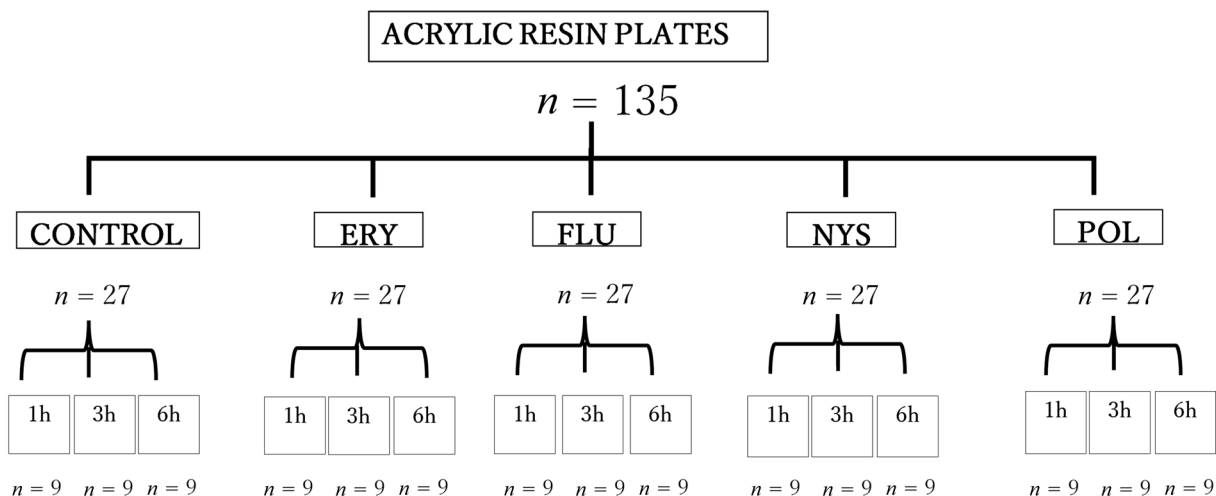 ACRYLIC RESIN PLATES
n = 135
CONTROL ERY FLU NYS POL
n = 27 n = 27 n = 27 n = 27 n = 27
1h 3h 6h 1h 3h 6h 1h 3h 6h 1h 3h 6h 1h 3h 6h
n = 9 n = 9 n = 9 n = 9 n = 9 n = 9 n = 9 n = 9 n = 9 n = 9 n = 9 n = 9 n = 9 n = 9 n = 9